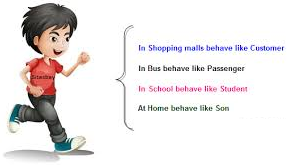 In Shopping malls behave like Customer
In Bus behave like Passenger
In School behave like Student
At Home behave like Son